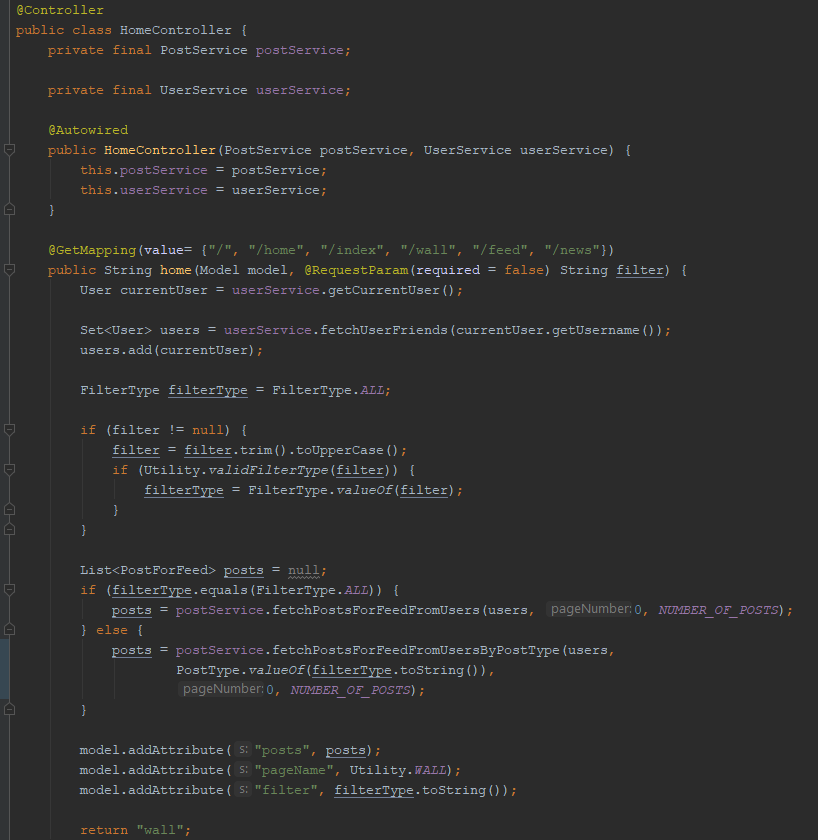 @Controller
public class HomeController {
    private final PostService postService;

    private final UserService userService;

    @Autowired
    public HomeController(PostService postService, UserService userService) {
        this.postService = postService;
        this.userService = userService;
    }

    @GetMapping(value= {"/", "/home", "/index", "/wall", "/feed", "/news"})
    public String home(Model model, @RequestParam(required = false) String filter) {
        User currentUser = userService.getCurrentUser();

        Set<User> users = userService.fetchUserFriends(currentUser.getUsername());
        users.add(currentUser);

        FilterType filterType = FilterType.ALL;

        if (filter != null) {
            filter = filter.trim().toUpperCase();
            if (Utility.validFilterType(filter)) {
                filterType = FilterType.valueOf(filter);
            }
        }

        List<PostForFeed> posts = null;
        if (filterType.equals(FilterType.ALL)) {
            posts = postService.fetchPostsForFeedFromUsers(users, pageNumber: 0, NUMBER_OF_POSTS);
        } else {
            posts = postService.fetchPostsForFeedFromUsersByPostType(users,
                    PostType.valueOf(filterType.toString()),
                    pageNumber: 0, NUMBER_OF_POSTS);
        }

        model.addAttribute( s: "posts", posts);
        model.addAttribute( s: "pageName", Utility.WALL);
        model.addAttribute( s: "filter", filterType.toString());

        return "wall";